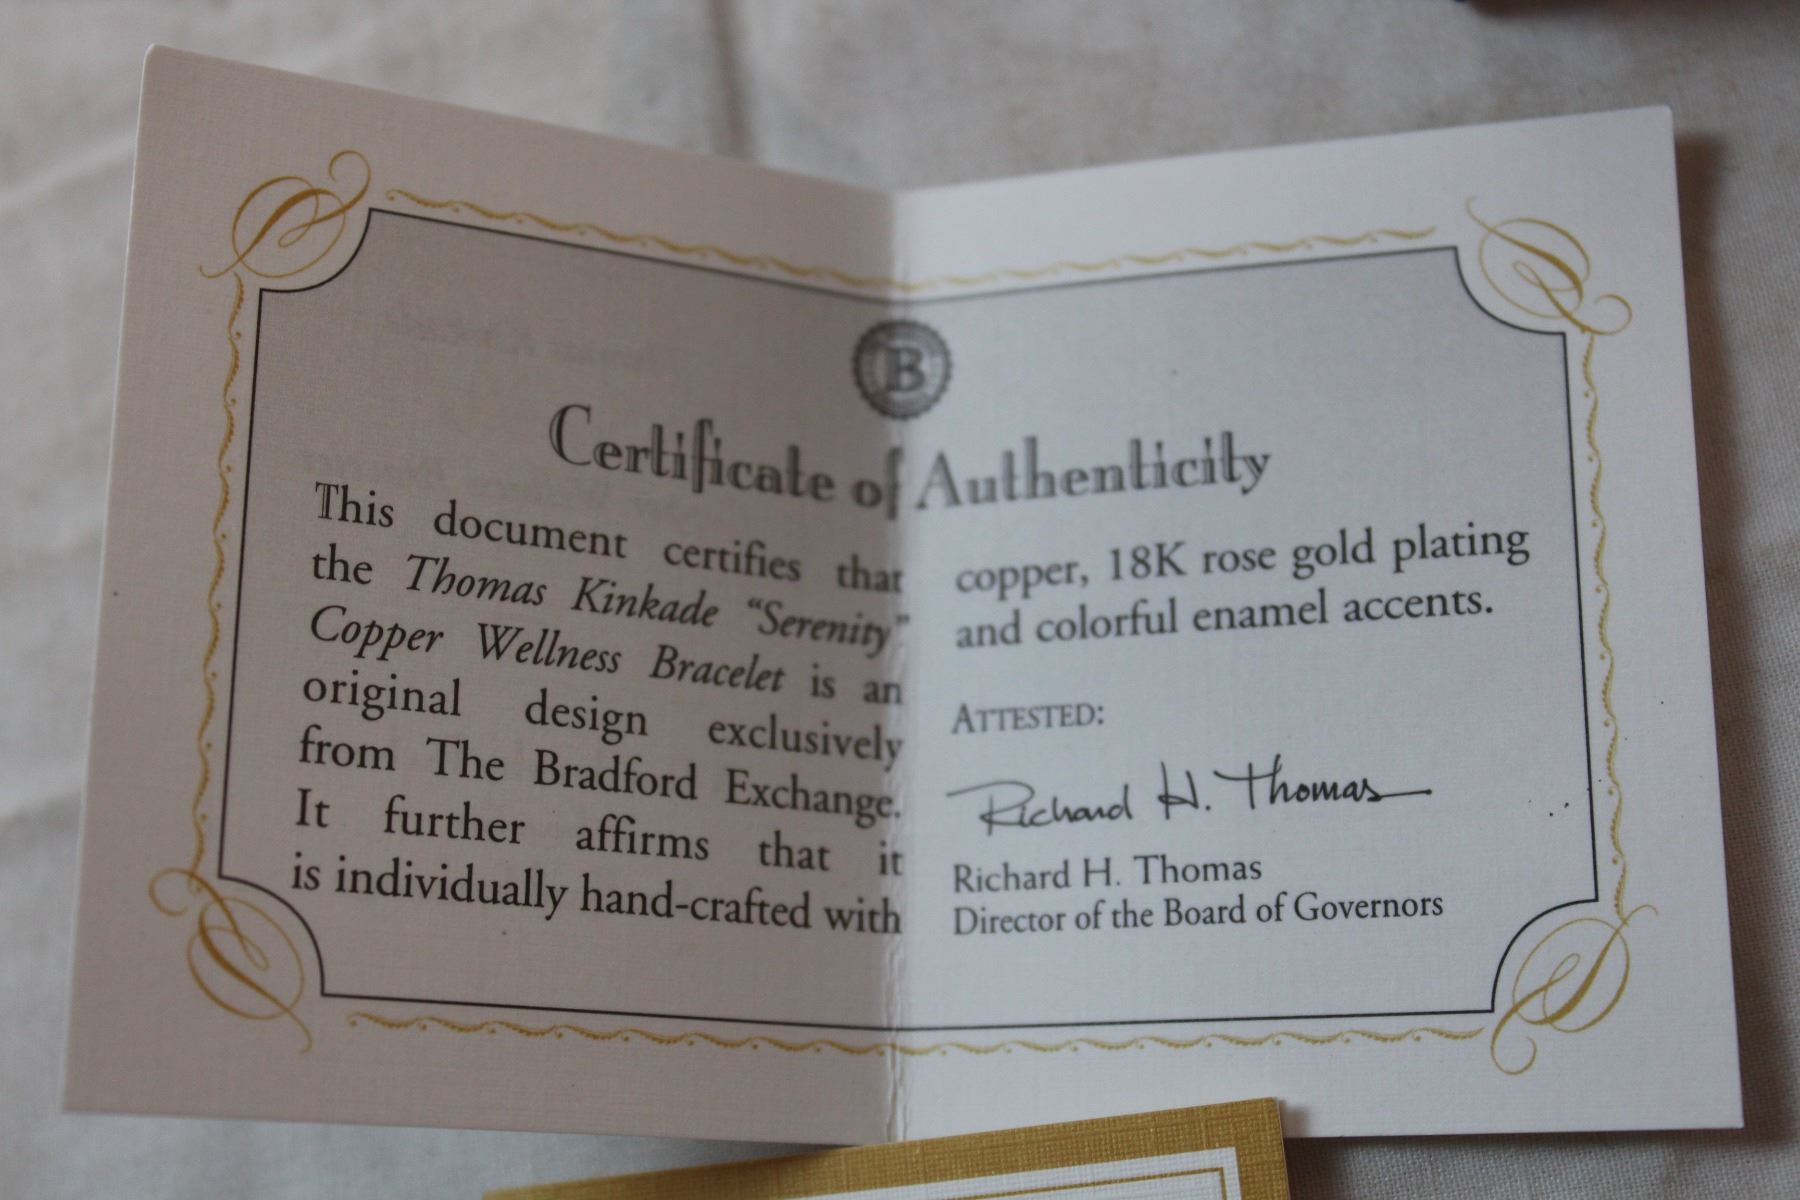 B
Certificate of Authenticity
This document certifies that
the Thomas Kinkade “Serenity”
Copper Wellness Bracelet is an
original design exclusively
from The Bradford Exchange.
It further affirms that it
is individually hand-crafted with
copper, 18K rose gold plating
and colorful enamel accents.
ATTESTED:
Richard H. Thomas
Richard H. Thomas
Director of the Board of Governors